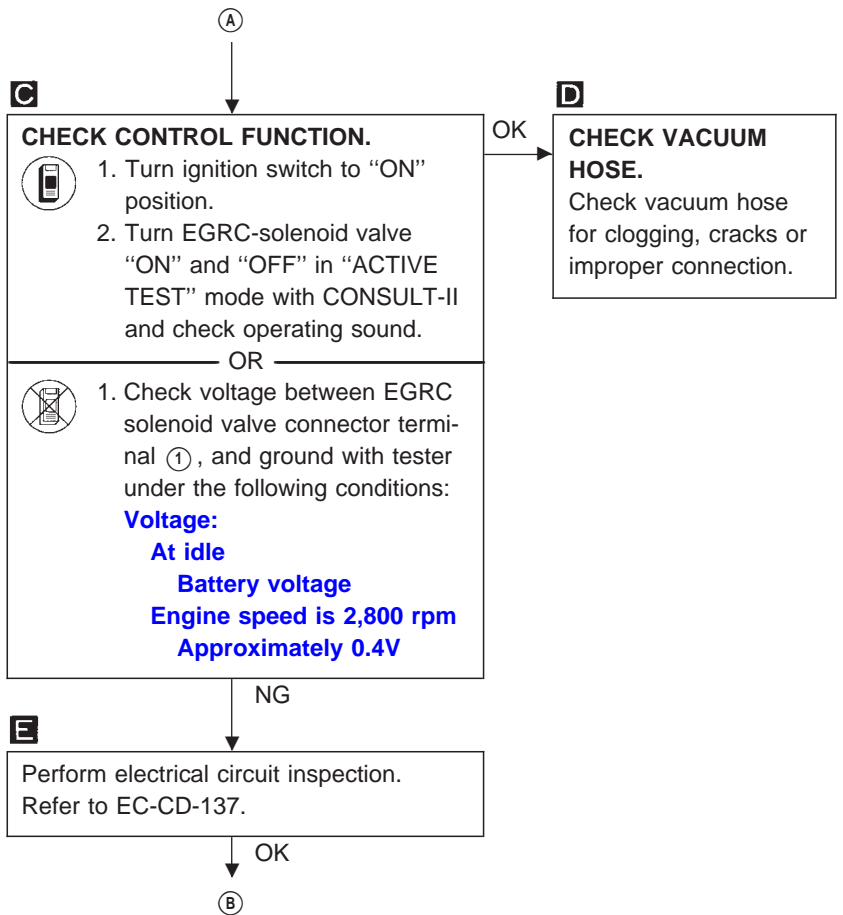 A
C
CHECK CONTROL FUNCTION.
1. Turn ignition switch to ‘‘ON’’
position.
2. Turn EGRC-solenoid valve
‘‘ON’’ and ‘‘OFF’’ in ‘‘ACTIVE
TEST’’ mode with CONSULT-II
and check operating sound.
OR
1. Check voltage between EGRC
solenoid valve connector termi-
nal ① , and ground with tester
under the following conditions:
Voltage:
At idle
Battery voltage
Engine speed is 2,800 rpm
Approximately 0.4V
OK
D
CHECK VACUUM
HOSE.
Check vacuum hose
for clogging, cracks or
improper connection.
NG
E
Perform electrical circuit inspection.
Refer to EC-CD-137.
OK
B